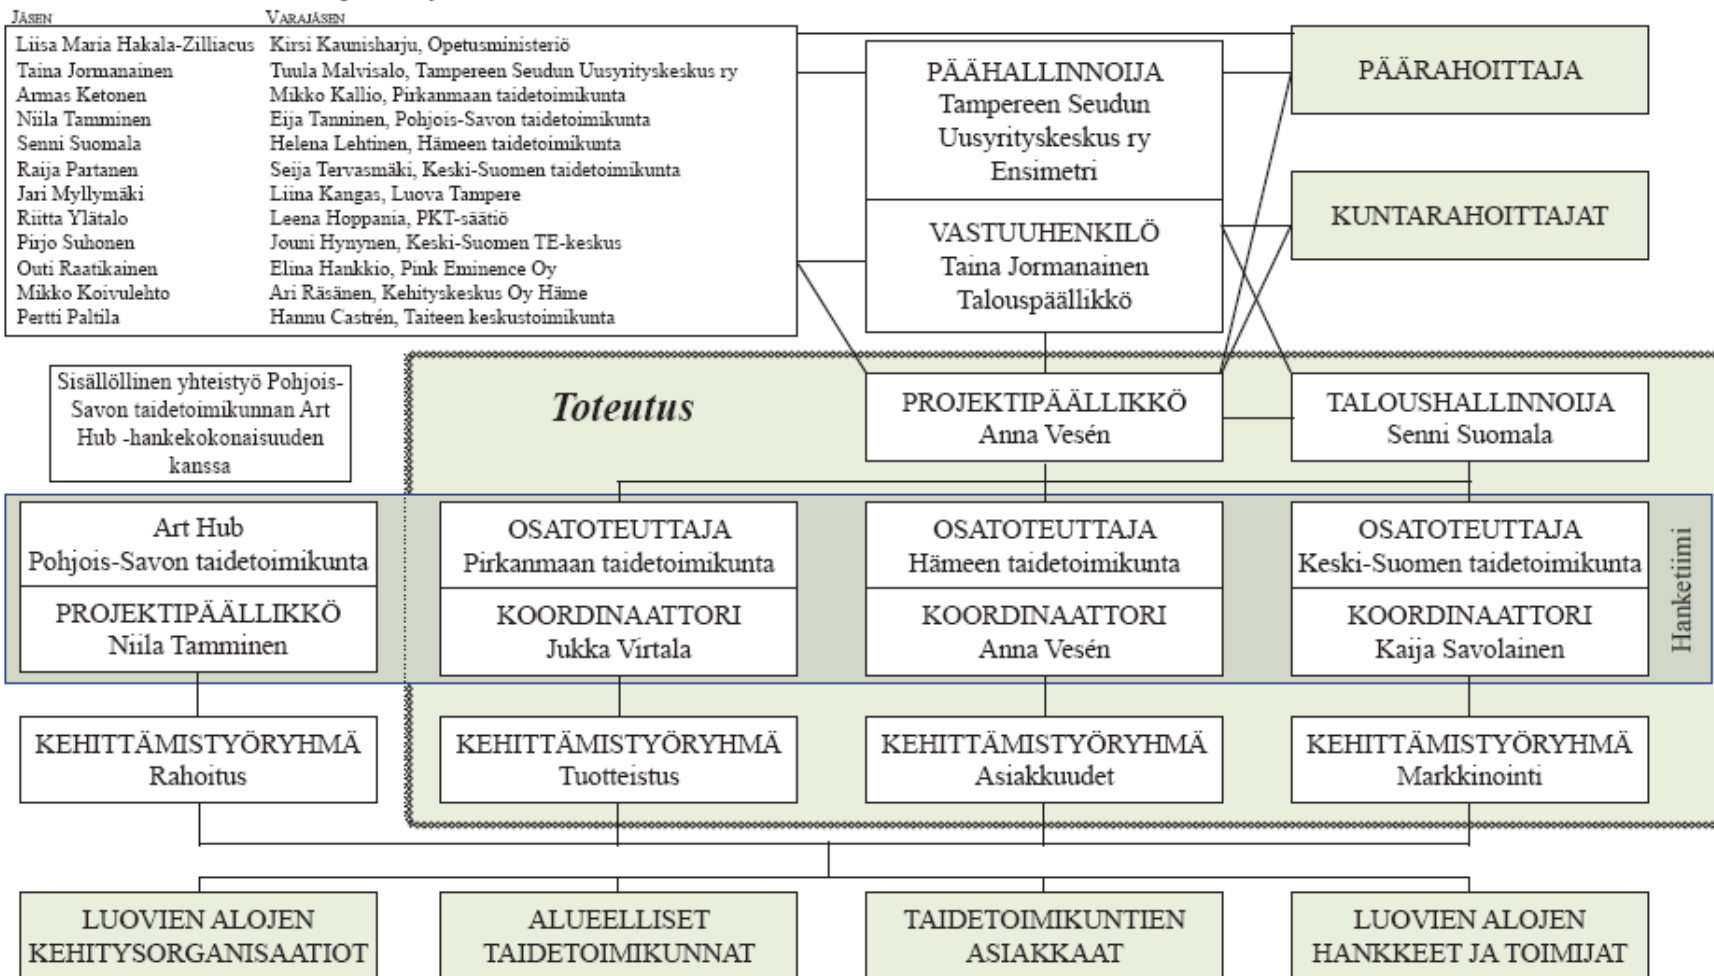 JÄSEN VARAJÄSEN
Liisa Maria Hakala-Zilliacus Kirsi Kaunisharju, Opetusministeriö
Taina Jormanainen Tuula Malvisalo, Tampereen Seudun Uusyrityskeskus ry
Armas Ketonen Mikko Kallio, Pirkanmaan taidetoimikunta
Niila Tamminen Eija Tanninen, Pohjois-Savon taidetoimikunta
Senni Suomala Helena Lehtinen, Hämeen taidetoimikunta
Raija Partanen Seija Tervasmäki, Keski-Suomen taidetoimikunta
Jari Myllymäki Liina Kangas, Luova Tampere
Riitta Ylätalo Leena Hoppania, PKT-säätiö
Pirjo Suhonen Jouni Hynynen, Keski-Suomen TE-keskus
Outi Raatikainen Elina Hankkio, Pink Eminence Oy
Mikko Koivulehto Ari Räsänen, Kehityskeskus Oy Häme
Pertti Paltila Hannu Castrén, Taiteen keskustoimikunta
PÄÄHALLINNOIJA
Tampereen Seudun
Uusyrityskeskus ry
Ensimetri
VASTUUHENKILÖ
Taina Jormanainen
Talouspäällikkö
PÄÄRAHOITTAJA
KUNTARAHOITTAJAT
Sisällöllinen yhteistyö Pohjois-
Savon taidetoimikunnan Art
Hub -hankekokonaisuuden
kanssa
Toteutus
PROJEKTIPÄÄLLIKKÖ
Anna Vesén
TALOUSHALLINNOIJA
Senni Suomala
Art Hub
Pohjois-Savon taidetoimikunta
PROJEKTIPÄÄLLIKKÖ
Niila Tamminen
OSATOTEUTTAJA
Pirkanmaan taidetoimikunta
KOORDINAATTORI
Jukka Virtala
OSATOTEUTTAJA
Hämeen taidetoimikunta
KOORDINAATTORI
Anna Vesén
OSATOTEUTTAJA
Keski-Suomen taidetoimikunta
KOORDINAATTORI
Kaija Savolainen
Hanketiimi
KEHITTÄMISTYÖRYHMÄ
Rahoitus
KEHITTÄMISTYÖRYHMÄ
Tuotteistus
KEHITTÄMISTYÖRYHMÄ
Asiakkuudet
KEHITTÄMISTYÖRYHMÄ
Markkinointi
LUOVIEN ALOJEN
KEHITYSORGANISAATIOT
ALUEELLISET
TAIDETOIMIKUNNAT
TAIDETOIMIKUNTIEN
ASIAKKAAT
LUOVIEN ALOJEN
HANKKEET JA TOIMIJAT